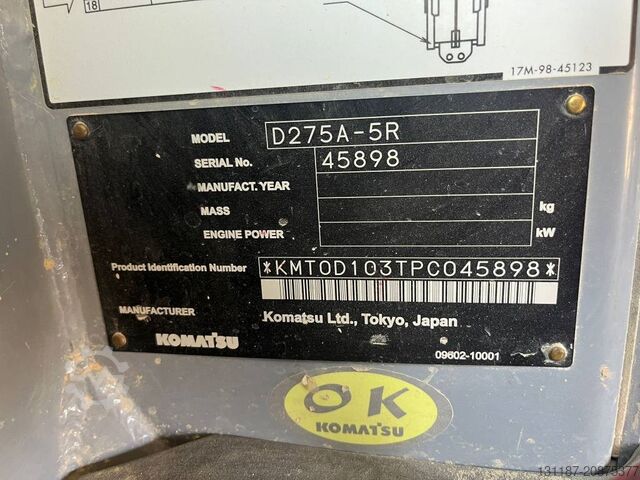 18
17M-98-45123
MODEL D275A-5R
SERIAL No. 45898
MANUFACT. YEAR
MASS kg
ENGINE POWER kW
Product Identification Number *KMT0D103TPC045898*
MANUFACTURER Komatsu Ltd., Tokyo, Japan
KOMATSU 09602-10001
OK
KOMATSU
131187-20875377